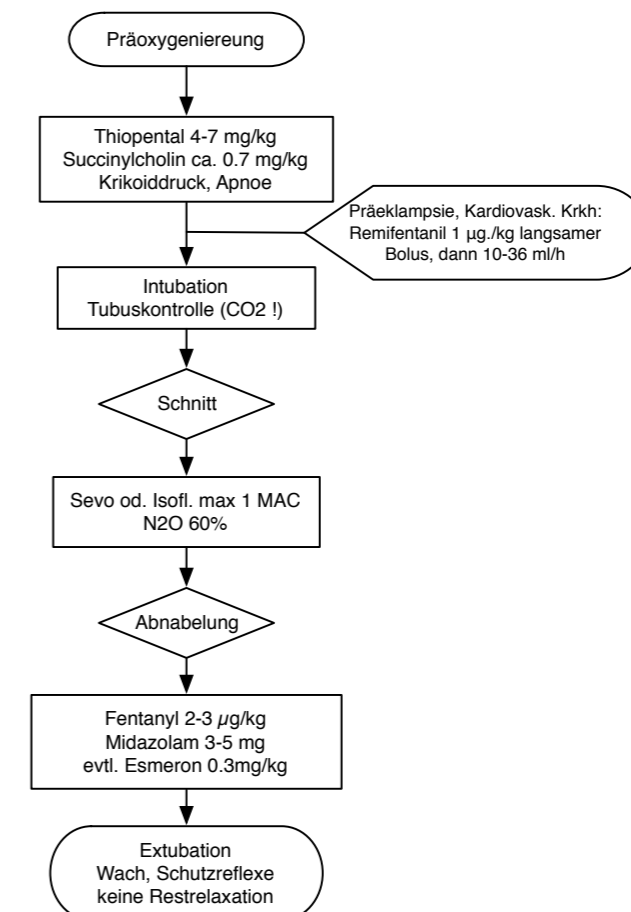 Präoxygeniereung
Thiopental 4-7 mg/kg
Succinylcholin ca. 0.7 mg/kg
Krikoiddruck, Apnoe
Präeklampsie, Kardiovask. Krkh:
Remifentanil 1 µg./kg langsamer
Bolus, dann 10-36 ml/h
Intubation
Tubuskontrolle (CO2 !)
Schnitt
Sevo od. Isofl. max 1 MAC
N2O 60%
Abnabelung
Fentanyl 2-3 µg/kg
Midazolam 3-5 mg
evtl. Esmeron 0.3mg/kg
Extubation
Wach, Schutzreflexe
keine Restrelaxation